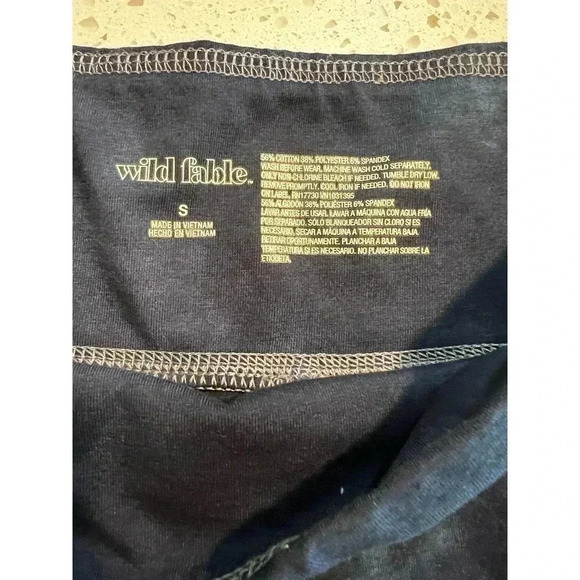 wild fable™
S
MADE IN VIETNAM
HECHO EN VIETNAM
56% COTTON 38% POLYESTER 6% SPANDEX
WASH BEFORE WEAR. MACHINE WASH COLD SEPARATELY.
ONLY NON-CHLORINE BLEACH IF NEEDED. TUMBLE DRY LOW.
REMOVE PROMPTLY. COOL IRON IF NEEDED. DO NOT IRON
ON LABEL. RN17730 VN1031395
56% ALGODÓN 38% POLIÉSTER 6% SPANDEX
LAVAR ANTES DE USAR. LAVAR A MÁQUINA CON AGUA FRÍA
POR SEPARADO. SÓLO BLANQUEADOR SIN CLORO SI ES
NECESARIO. SECAR A MÁQUINA A TEMPERATURA BAJA.
RETIRAR OPORTUNAMENTE. PLANCHAR A BAJA
TEMPERATURA SI ES NECESARIO. NO PLANCHAR SOBRE LA
ETIQUETA.